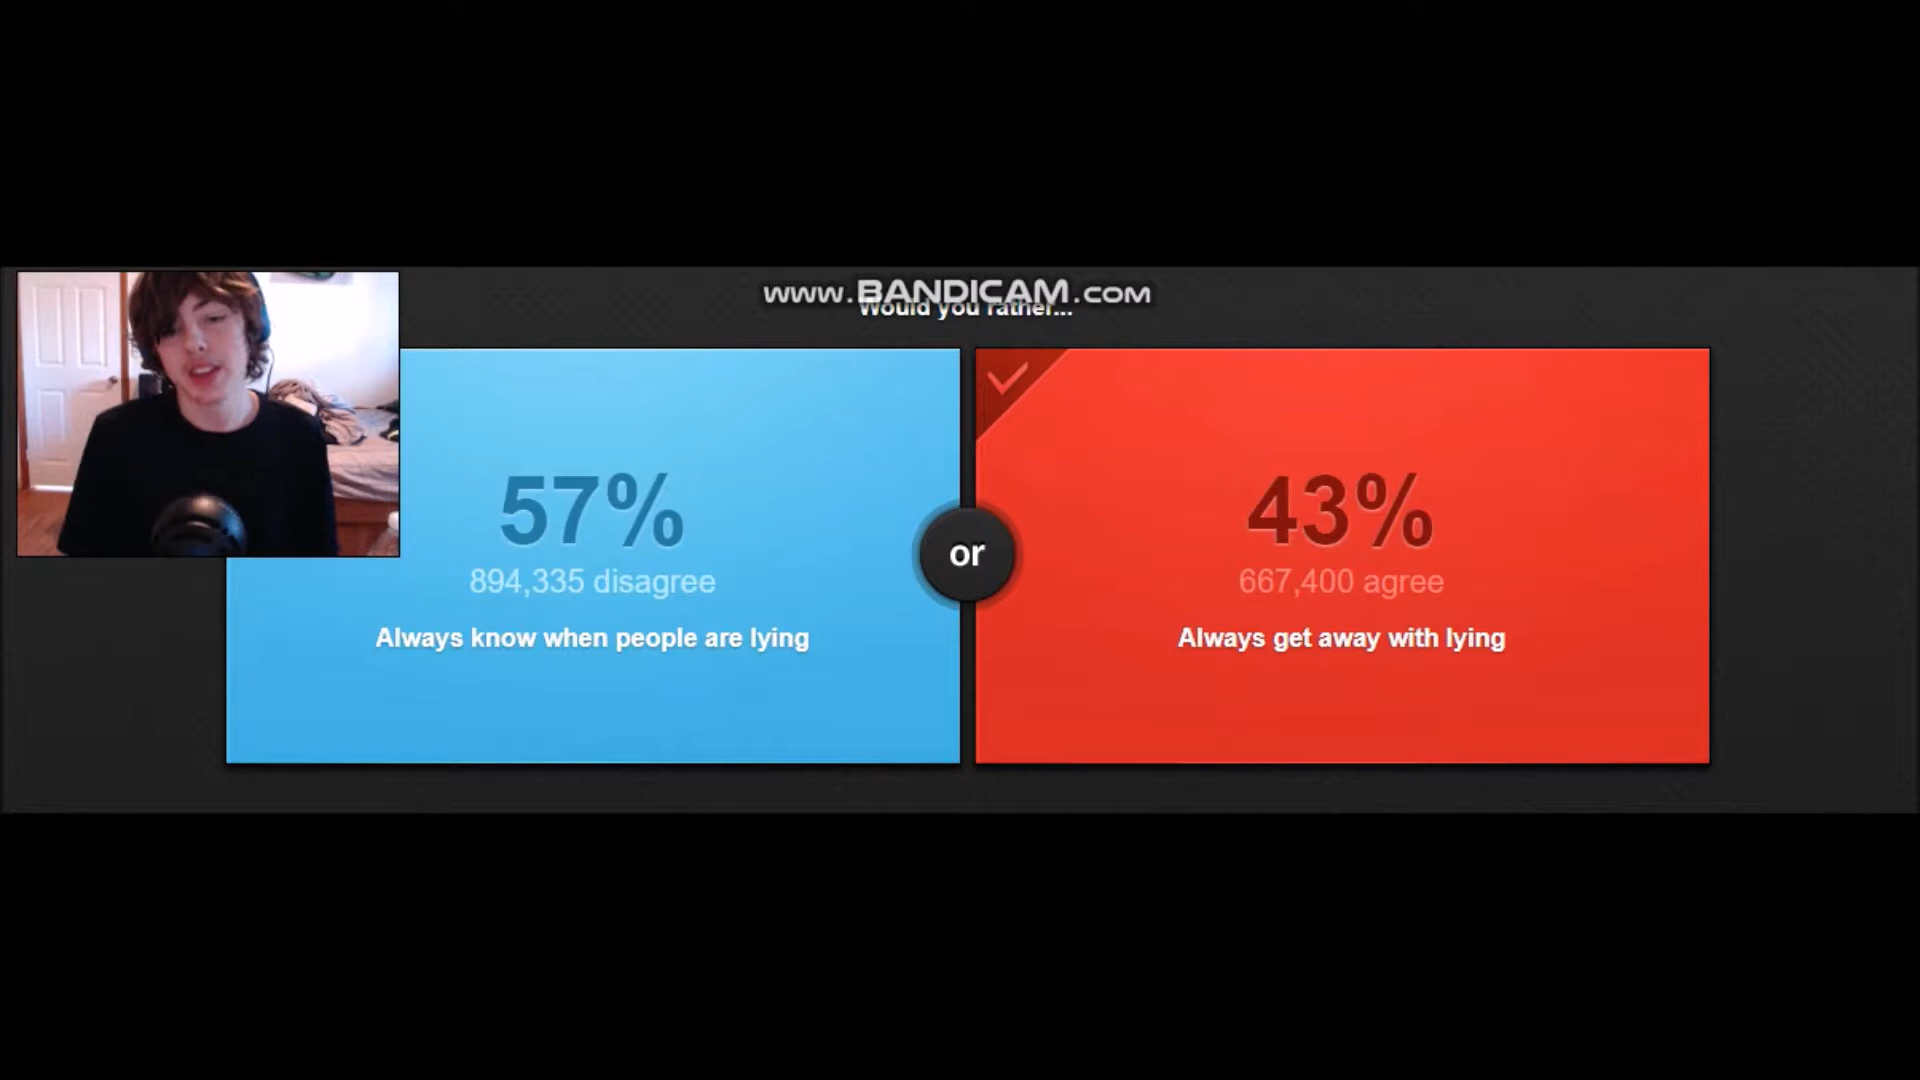 www.BANDICAM.com
Would you rather...
57%
894,335 disagree
Always know when people are lying
or
43%
667,400 agree
Always get away with lying